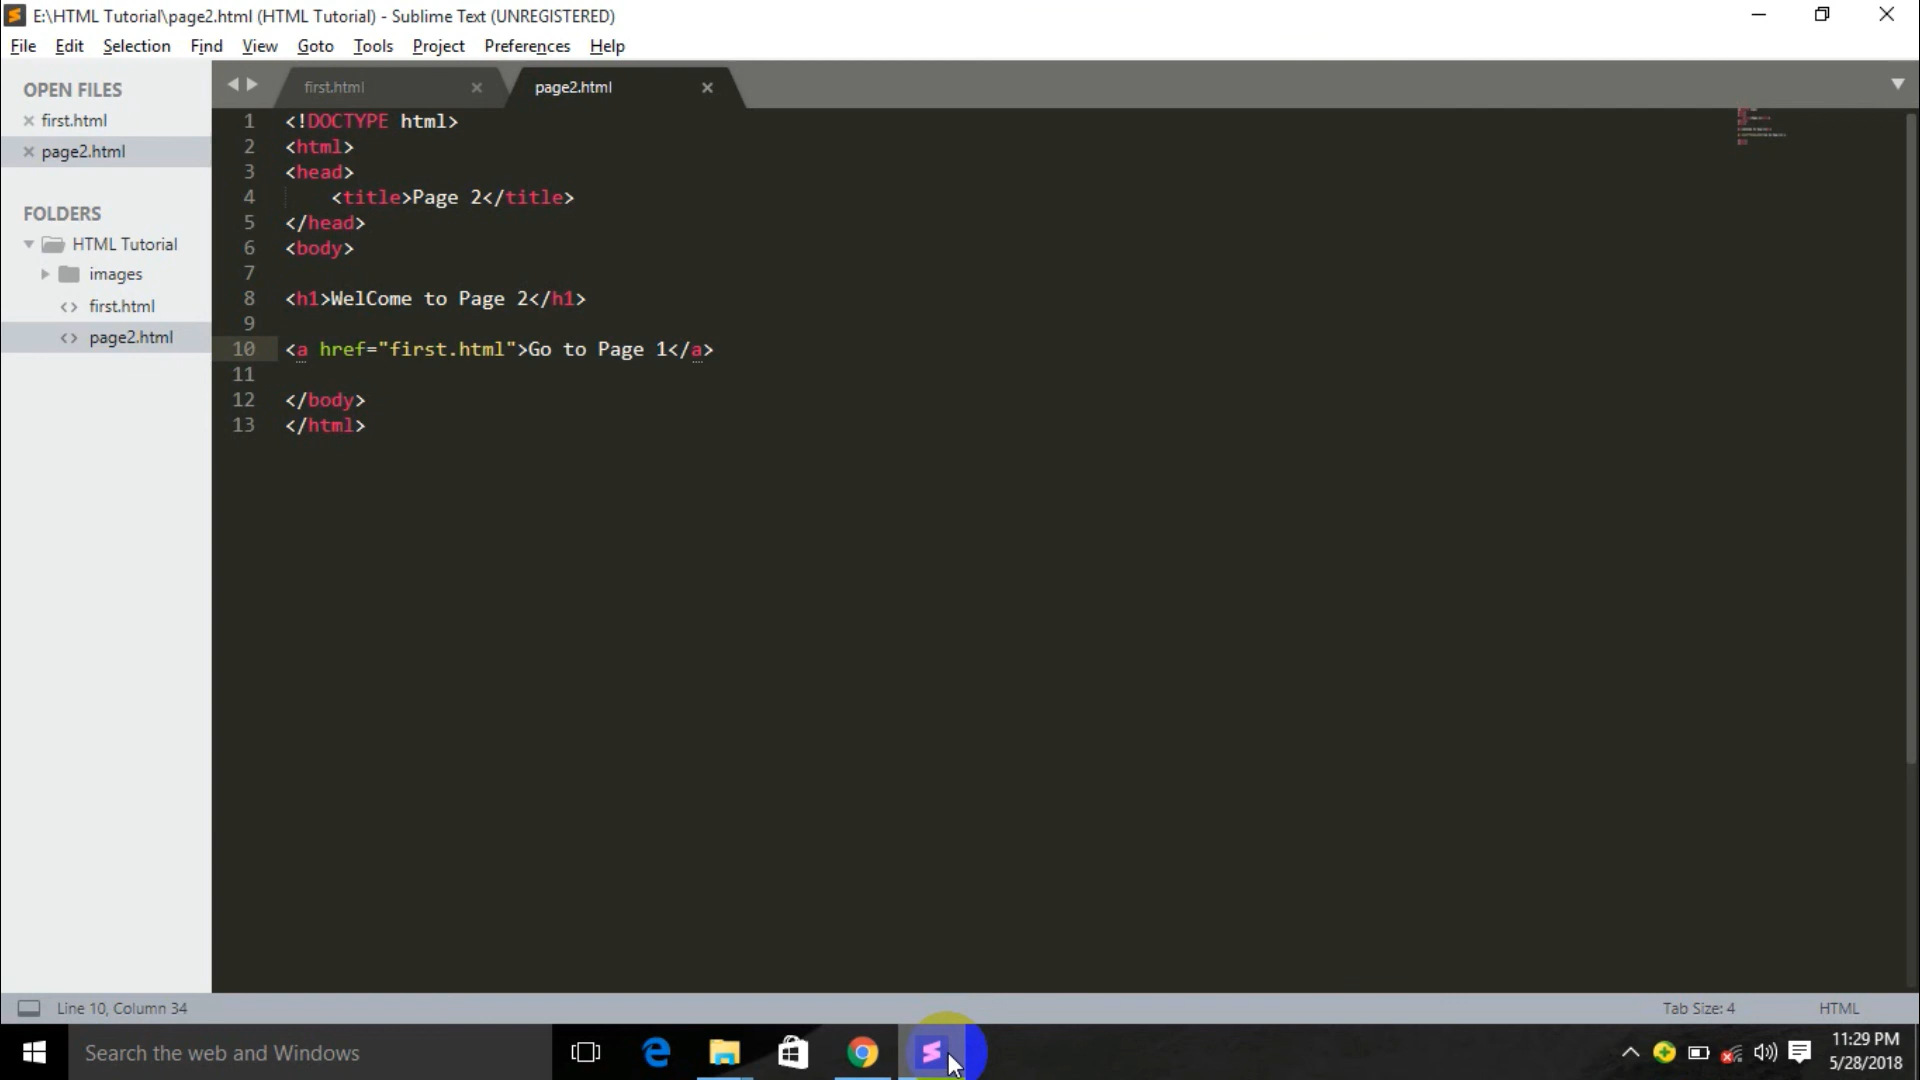 E:\HTML Tutorial\page2.html (HTML Tutorial) - Sublime Text (UNREGISTERED)
File Edit Selection Find View Goto Tools Project Preferences Help
OPEN FILES
first.html
page2.html
FOLDERS
HTML Tutorial
images
first.html
page2.html
first.html page2.html
1 <!DOCTYPE html>
2 <html>
3 <head>
4 <title>Page 2</title>
5 </head>
6 <body>
7
8 <h1>WelCome to Page 2</h1>
9
10 <a href="first.html">Go to Page 1</a>
11
12 </body>
13 </html>
Line 10, Column 34 Tab Size: 4 HTML
Search the web and Windows
11:29 PM
5/28/2018